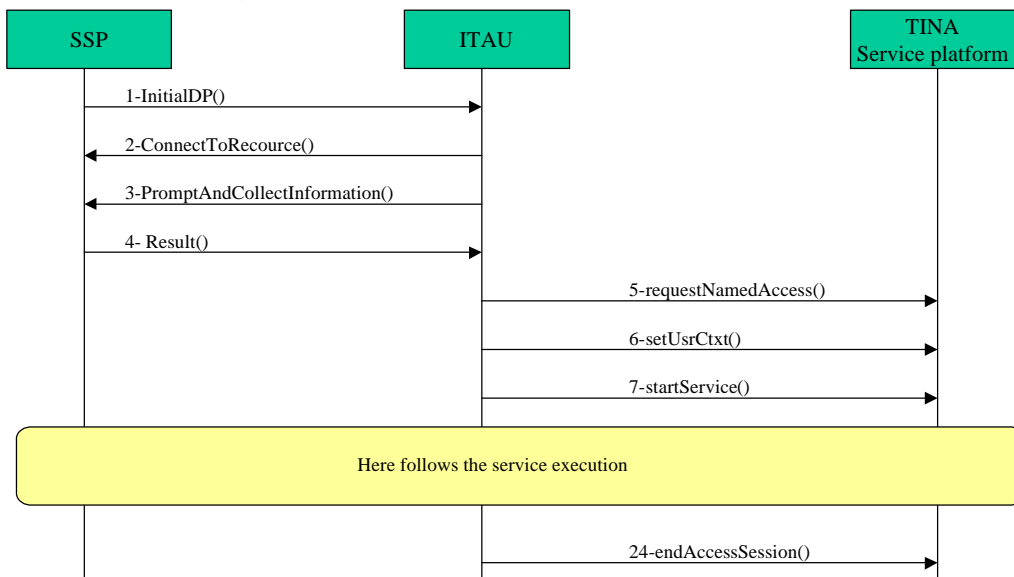 SSP
ITAU
TINA
Service platform
1-InitialDP()
2-ConnectToRecource()
3-PromptAndCollectInformation()
4- Result()
5-requestNamedAccess()
6-setUsrCtxt()
7-startService()
Here follows the service execution
24-endAccessSession()